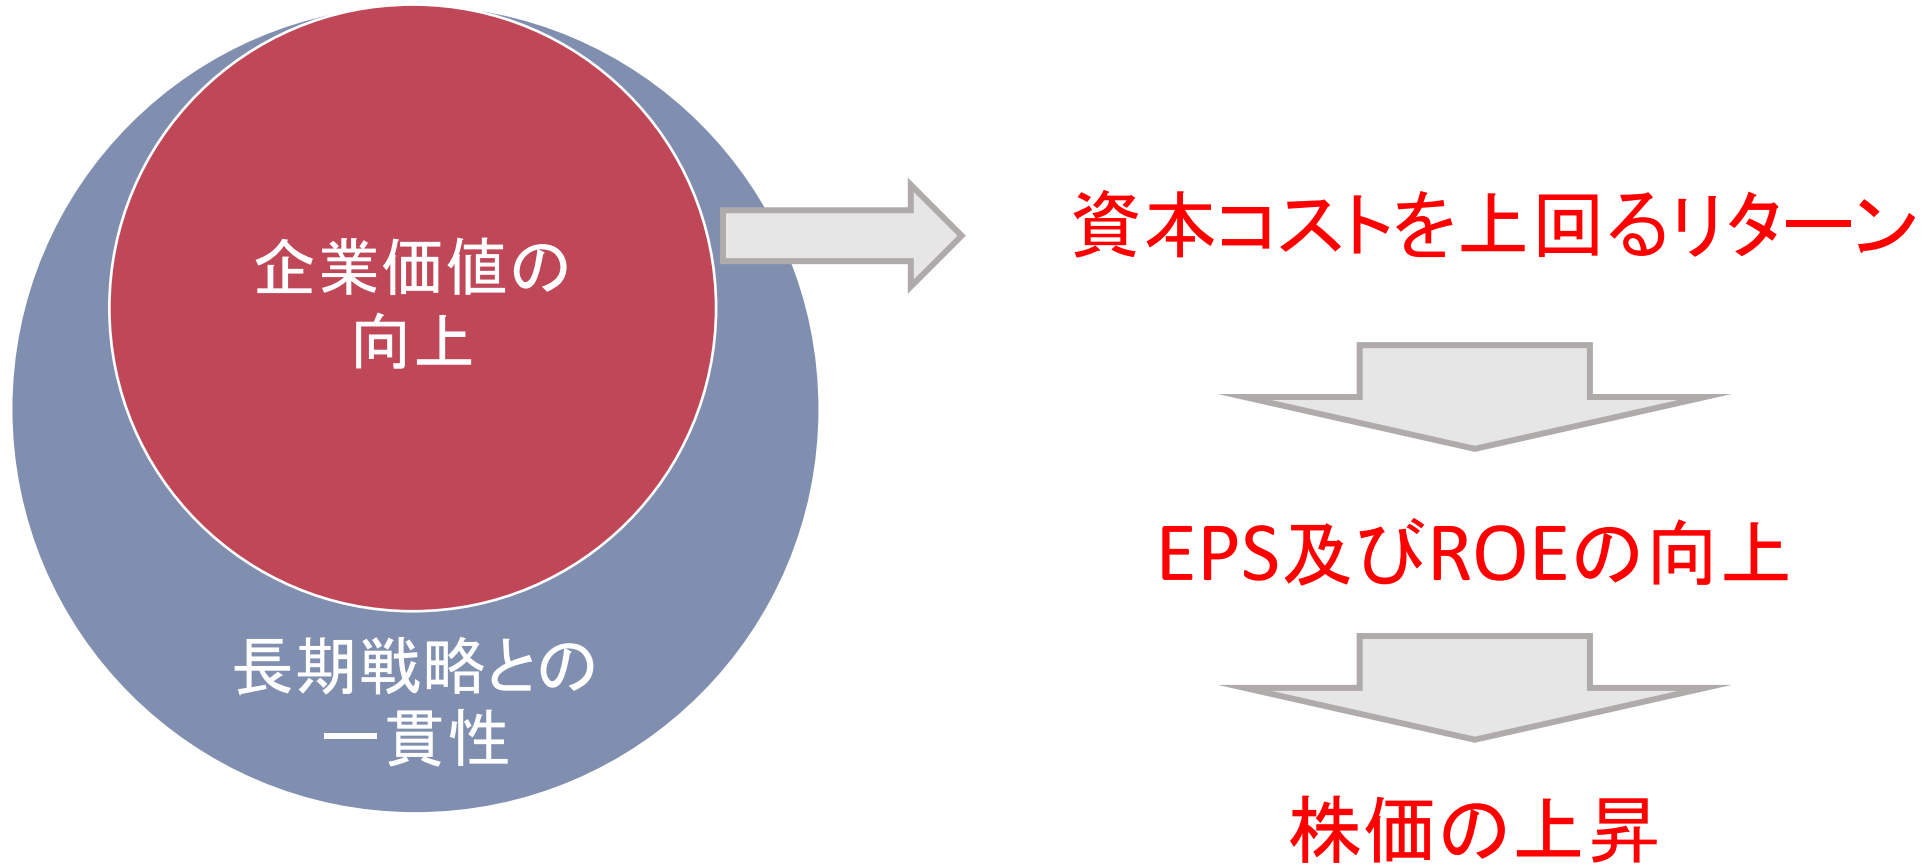 企業価値の
向上
長期戦略との
一貫性
資本コストを上回るリターン
EPS及びROEの向上
株価の上昇